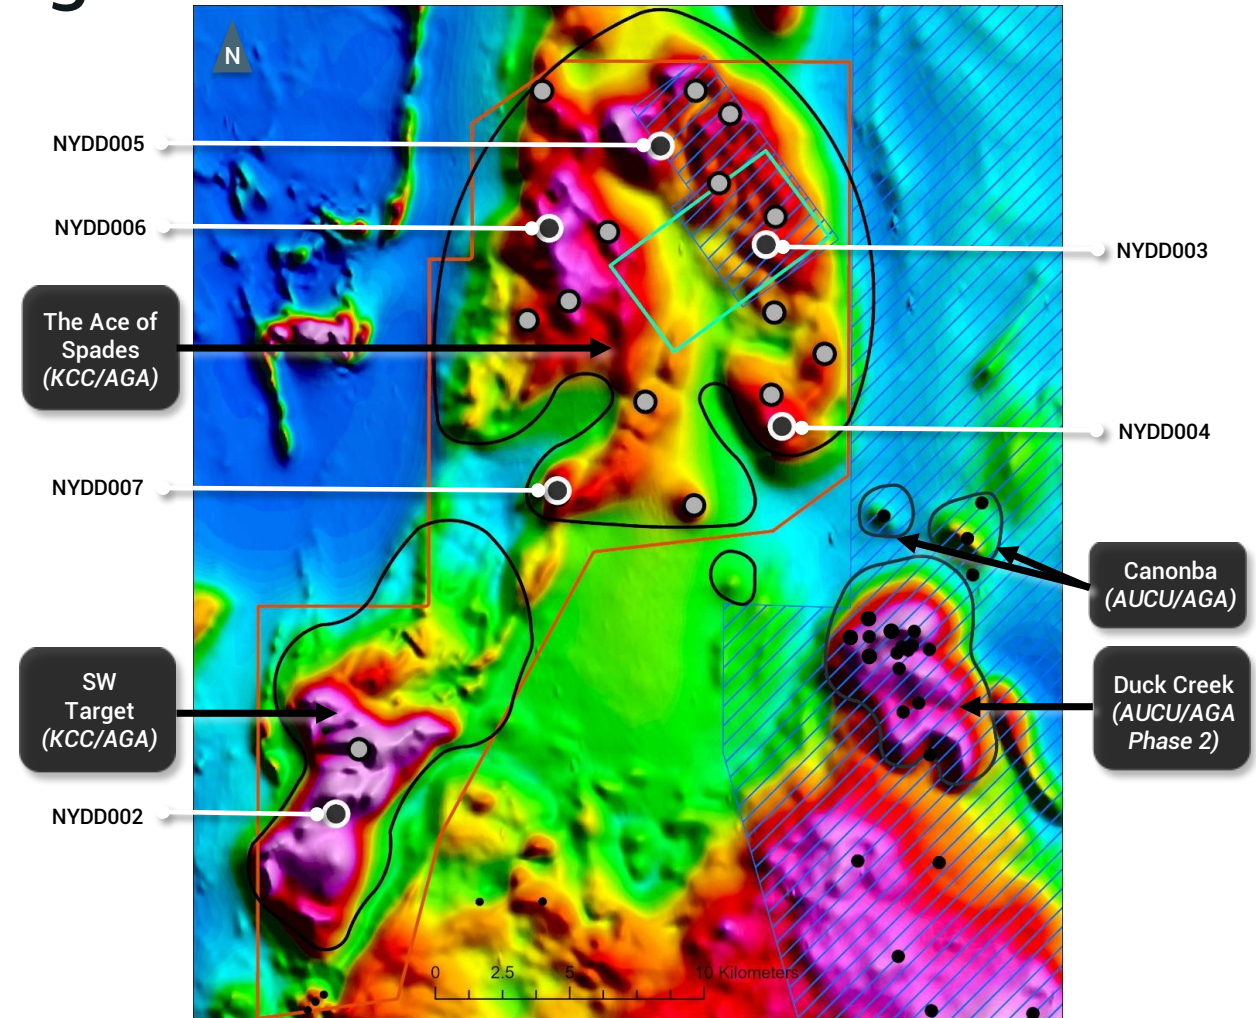 N
NYDD005
NYDD006
NYDD003
The Ace of
Spades
(KCC/AGA)
NYDD004
NYDD007
Canonba
(AUCU/AGA)
SW
Target
(KCC/AGA)
Duck Creek
(AUCU/AGA
Phase 2)
NYDD002
0 2.5 5 10 Kilometers